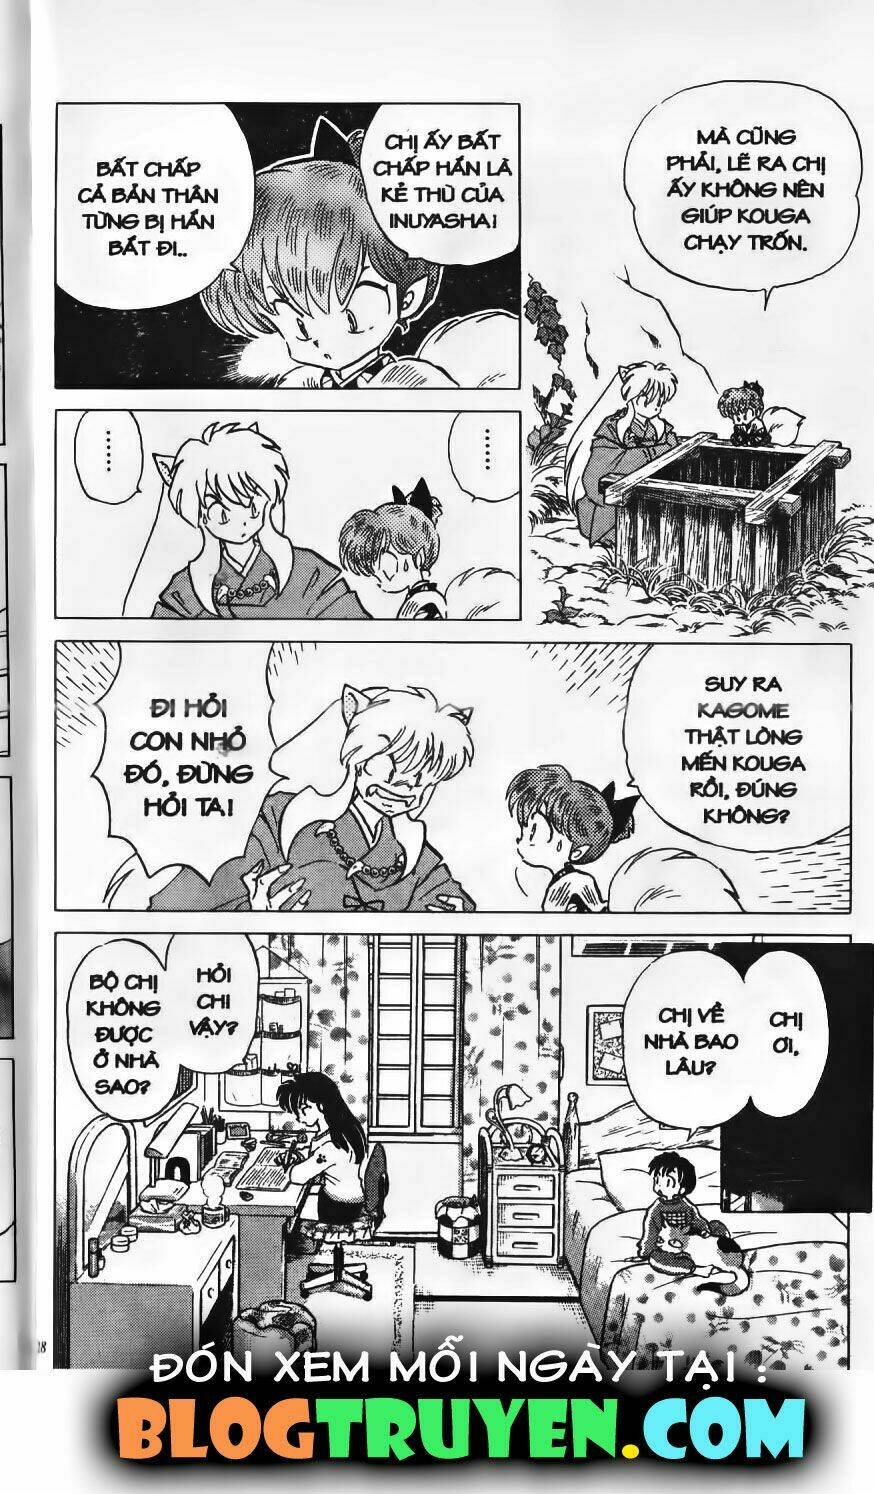 MÀ CŨNG
PHẢI, LẼ RA CHỊ
ẤY KHÔNG NÊN
GIÚP KOUGA
CHẠY TRỐN.
CHỊ ẤY BẤT
CHẤP HẮN LÀ
KẺ THÙ CỦA
INUYASHA!
BẤT CHẤP
CẢ BẢN THÂN
TỪNG BỊ HẮN
BẮT ĐI..
......
......
SUY RA
KAGOME
THẬT LÒNG
MẾN KOUGA
RỒI, ĐÚNG
KHÔNG?
ĐI HỎI
CON NHỎ
ĐÓ, ĐỪNG
HỎI TA!
CHỊ
ƠI,
CHỊ VỀ
NHÀ BAO
LÂU?
HỎI
CHI
VẬY?
BỘ CHỊ
KHÔNG
ĐƯỢC
Ở NHÀ
SAO?
18
ĐÓN XEM MỖI NGÀY TẠI :
BLOGTRUYEN.COM